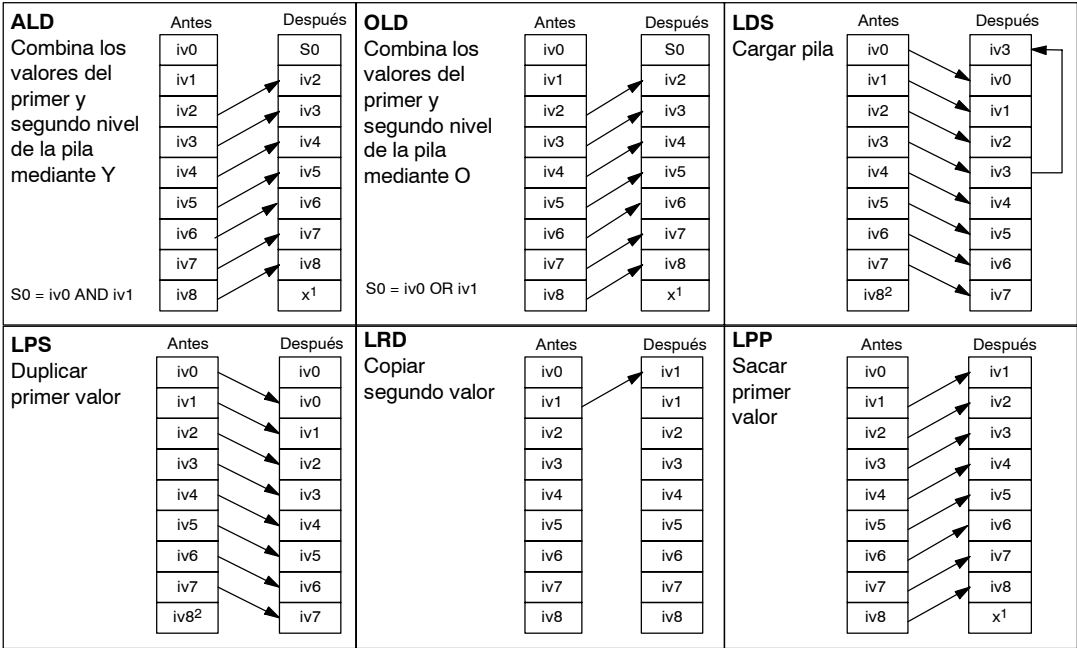 ALD
Combina los
valores del
primer y
segundo nivel
de la pila
mediante Y
S0 = iv0 AND iv1
Antes Después
iv0 S0
iv1 iv2
iv2 iv3
iv3 iv4
iv4 iv5
iv5 iv6
iv6 iv7
iv7 iv8
iv8 x1
OLD
Combina los
valores del
primer y
segundo nivel
de la pila
mediante O
S0 = iv0 OR iv1
Antes Después
iv0 S0
iv1 iv2
iv2 iv3
iv3 iv4
iv4 iv5
iv5 iv6
iv6 iv7
iv7 iv8
iv8 x1
LDS
Cargar pila
Antes Después
iv0 iv3
iv1 iv0
iv2 iv1
iv3 iv2
iv4 iv3
iv5 iv4
iv6 iv5
iv7 iv6
iv82 iv7
LPS
Duplicar
primer valor
Antes Después
iv0 iv0
iv1 iv0
iv2 iv1
iv3 iv2
iv4 iv3
iv5 iv4
iv6 iv5
iv7 iv6
iv82 iv7
LRD
Copiar
segundo valor
Antes Después
iv0 iv1
iv1 iv1
iv2 iv2
iv3 iv3
iv4 iv4
iv5 iv5
iv6 iv6
iv7 iv7
iv8 iv8
LPP
Sacar
primer
valor
Antes Después
iv0 iv1
iv1 iv2
iv2 iv3
iv3 iv4
iv4 iv5
iv5 iv6
iv6 iv7
iv7 iv8
iv8 x1